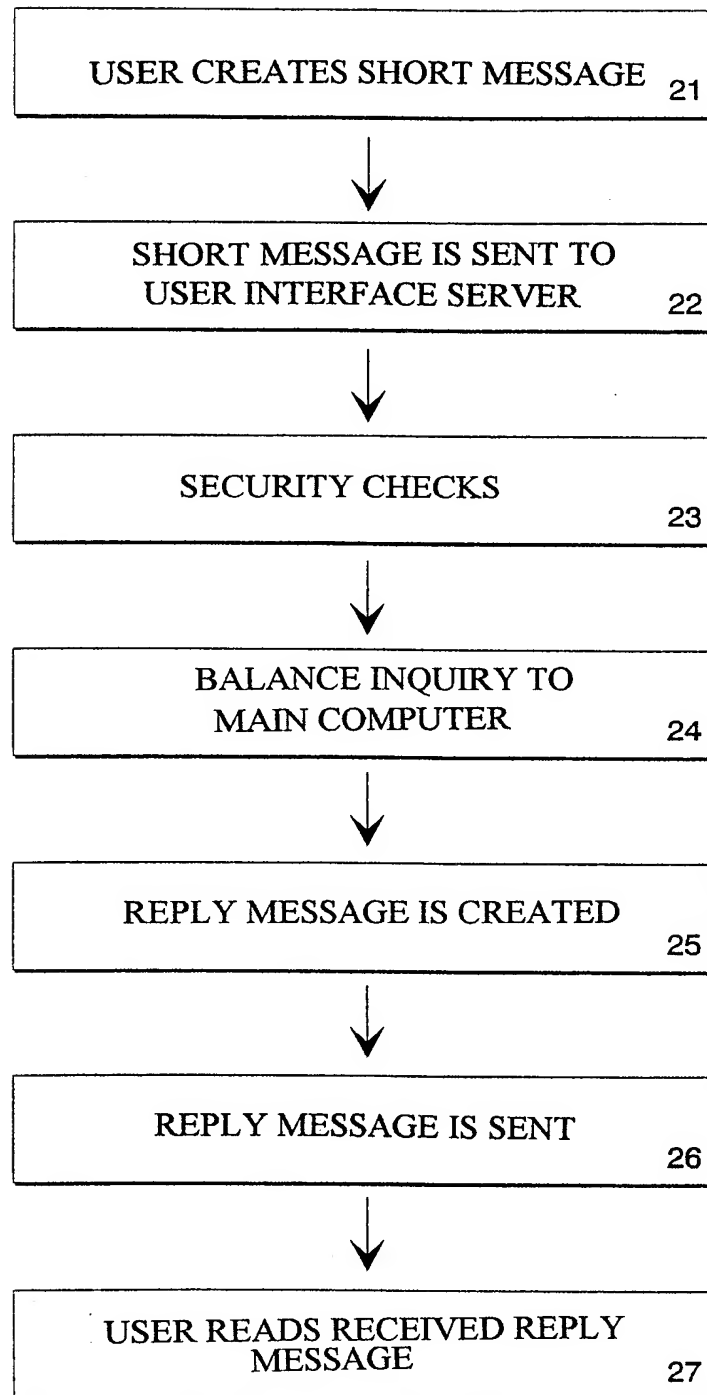 USER CREATES SHORT MESSAGE
21
SHORT MESSAGE IS SENT TO
USER INTERFACE SERVER
22
SECURITY CHECKS
23
BALANCE INQUIRY TO
MAIN COMPUTER
24
REPLY MESSAGE IS CREATED
25
REPLY MESSAGE IS SENT
26
USER READS RECEIVED REPLY
MESSAGE
27